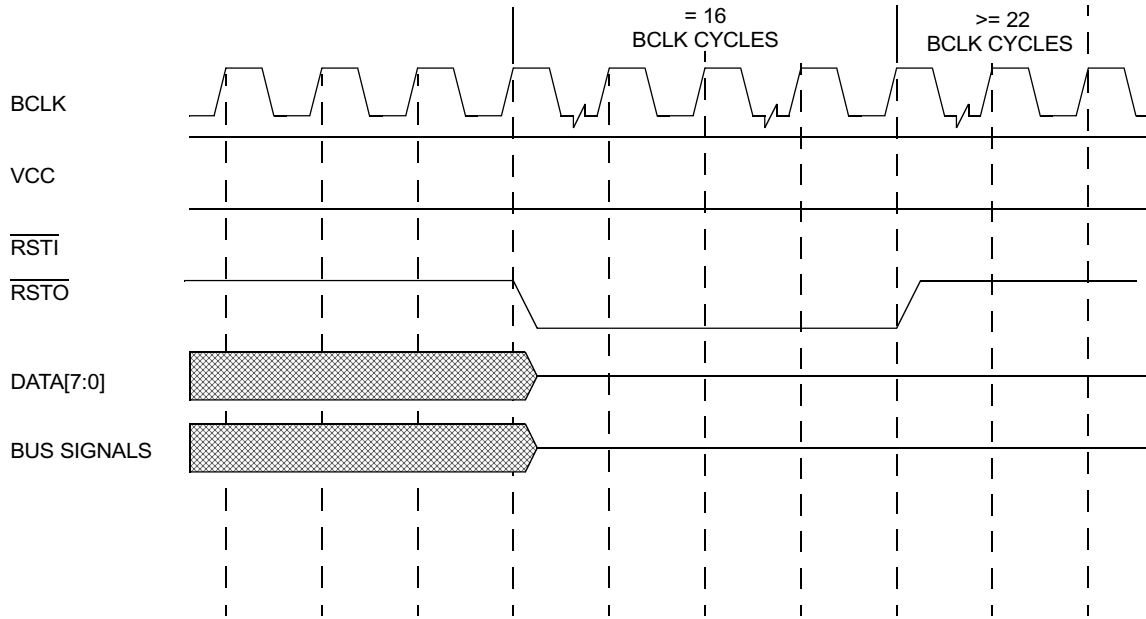 = 16
BCLK CYCLES
>= 22
BCLK CYCLES
BCLK
VCC
RSTI
RSTO
DATA[7:0]
BUS SIGNALS